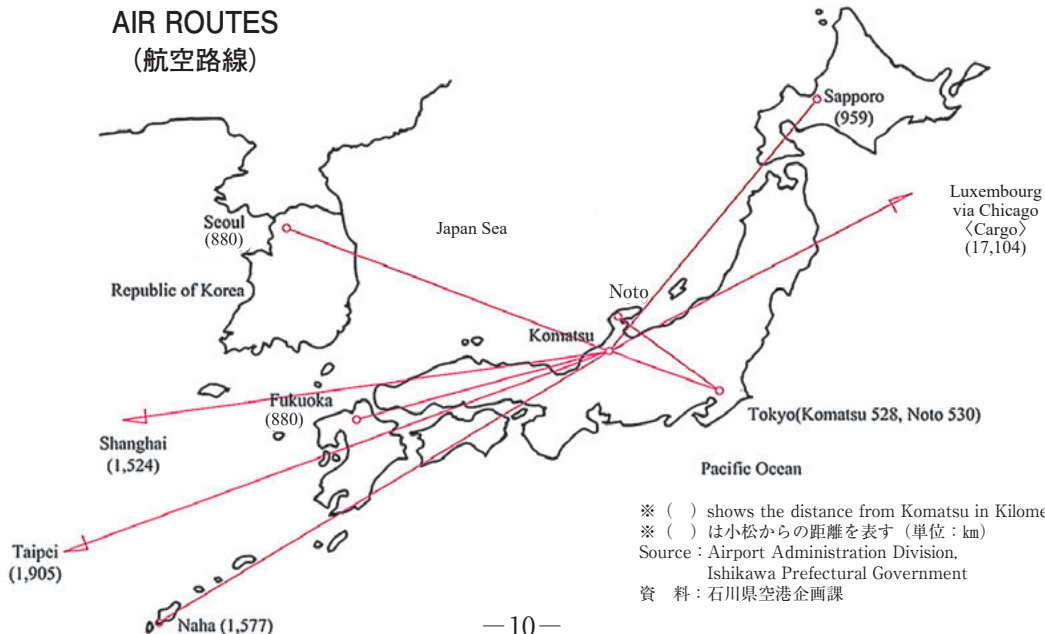 AIR ROUTES
(航空路線)
Sapporo
(959)
Luxembourg
via Chicago
〈Cargo〉
(17,104)
Seoul
(880)
Japan Sea
Republic of Korea
Noto
Komatsu
Fukuoka
(880)
Shanghai
(1,524)
Tokyo(Komatsu 528, Noto 530)
Pacific Ocean
Taipei
(1,905)
Naha (1,577)
※（　）shows the distance from Komatsu in Kilome
※（　）は小松からの距離を表す（単位：㎞）
Source：Airport Administration Division,
Ishikawa Prefectural Government
資　料：石川県空港企画課
—10—